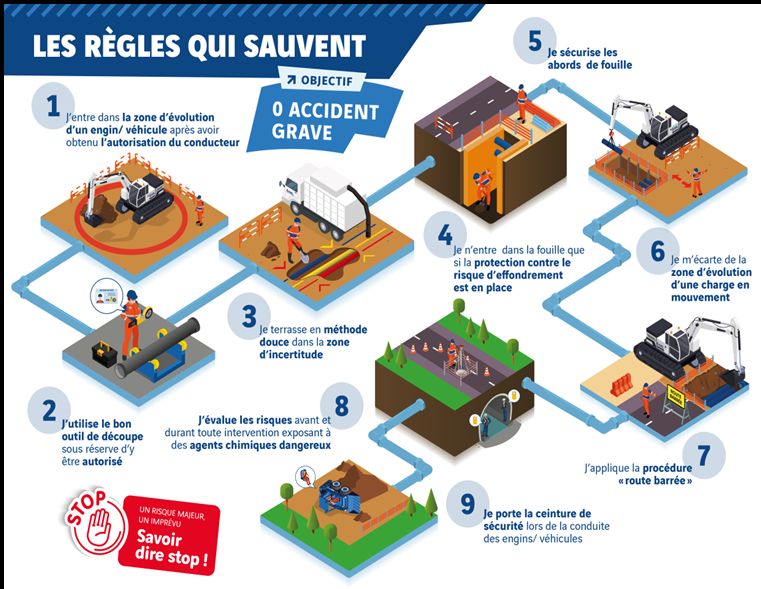 LES RÈGLES QUI SAUVENT
OBJECTIF
0 ACCIDENT
GRAVE
1
J'entre dans la zone d'évolution
d'un engin/ véhicule après avoir
obtenu l'autorisation du conducteur
2
J'utilise le bon
outil de découpe
sous réserve d'y
être autorisé
3
Je terrasse en méthode
douce dans la zone
d'incertitude
4
Je n'entre dans la fouille que
si la protection contre le
risque d'effondrement
est en place
5
Je sécurise les
abords de fouille
6
Je m'écarte de la
zone d'évolution
d'une charge en
mouvement
7
J'applique la procédure
« route barrée »
8
J'évalue les risques avant et
durant toute intervention exposant à
des agents chimiques dangereux
9
Je porte la ceinture de
sécurité lors de la conduite
des engins/ véhicules
STOP
UN RISQUE MAJEUR,
UN IMPRÉVU
Savoir
dire stop !